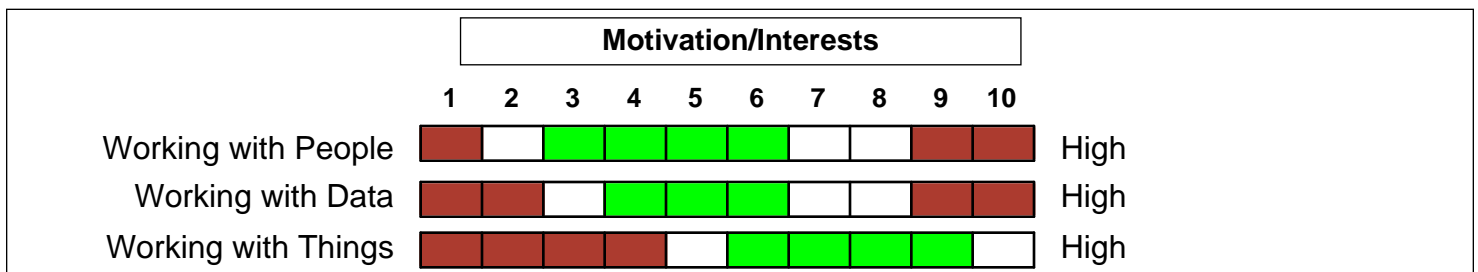 Motivation/Interests
1 2 3 4 5 6 7 8 9 10
Working with People High
Working with Data High
Working with Things High